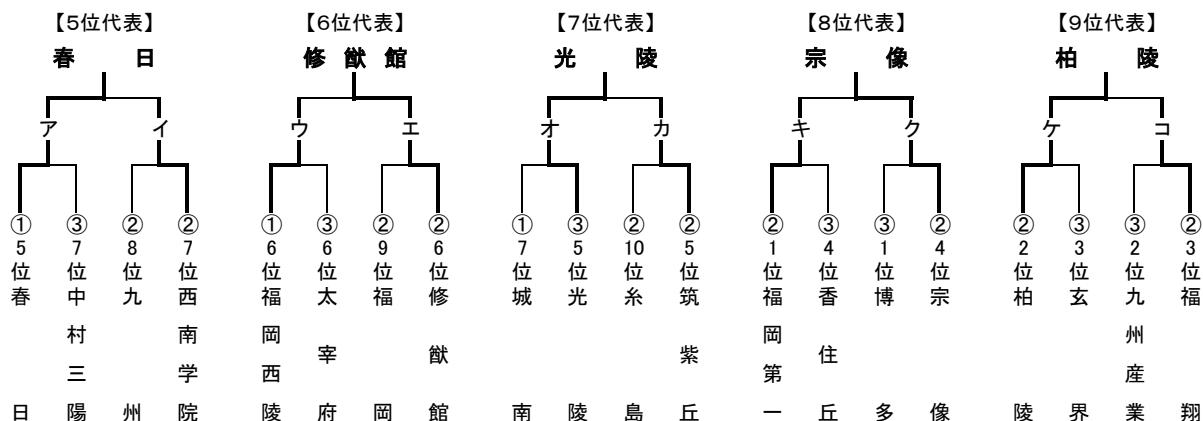 【5位代表】 【6位代表】 【7位代表】 【8位代表】 【9位代表】
春日 修猷館 光陵 宗像 柏陵
ア イ ウ エ オ カ キ ク ケ コ
① ③ ② ② ① ③ ② ② ① ③ ② ② ② ③ ③ ② ② ③ ③ ②
5位春日
7位中村三陽
8位九州
7位西南学院
6位福岡西陵
6位太宰府
9位福岡
6位修猷館
7位城南
5位光陵
10位糸島
5位筑紫丘
1位福岡第一
4位香住丘
1位博多
4位宗像
2位柏陵
3位玄界
2位九州産業
3位福翔